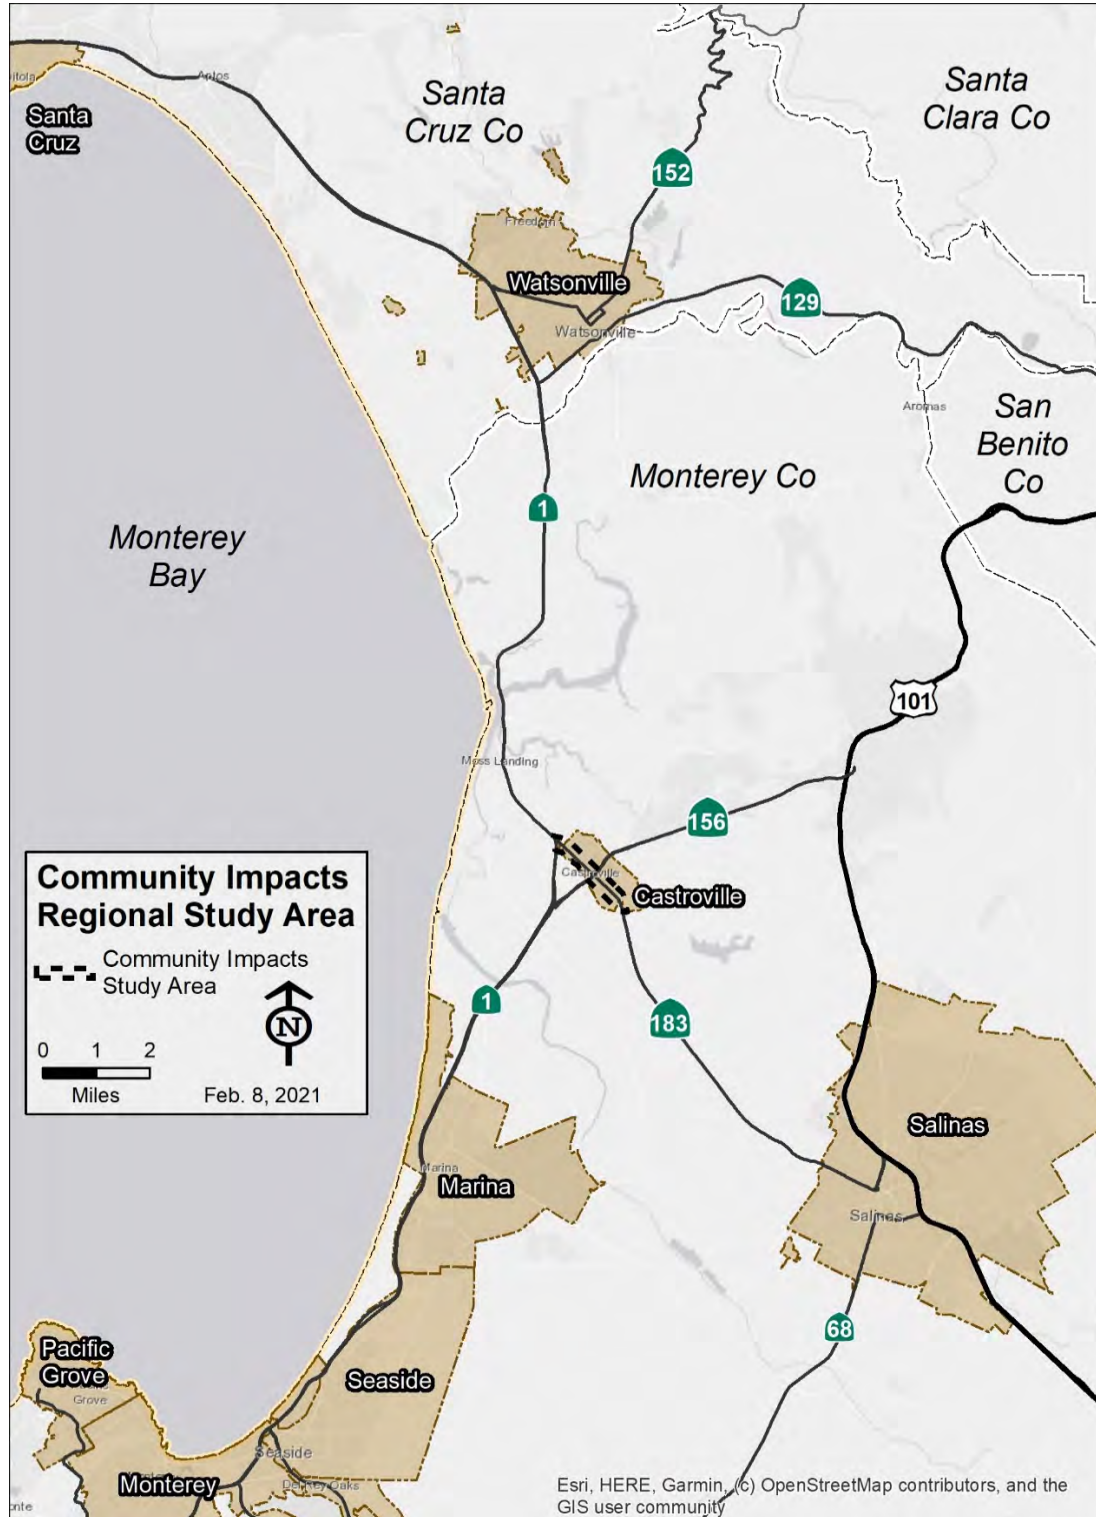 Aptos
Santa
Cruz
Santa
Cruz Co
Santa
Clara Co
152
Freedom
Watsonville
Watsonville
129
Aromas
San
Benito
Co
Monterey Co
1
Monterey
Bay
101
Moss Landing
156
Castroville
Castroville
Community Impacts
Regional Study Area
Community Impacts
Study Area
N
0 1 2
Miles
Feb. 8, 2021
1
183
Salinas
Marina
Marina
Salinas
68
Pacific
Grove
Grove
Seaside
Seaside
Monterey
Del Rey Oaks
Esri, HERE, Garmin, (c) OpenStreetMap contributors, and the
GIS user community